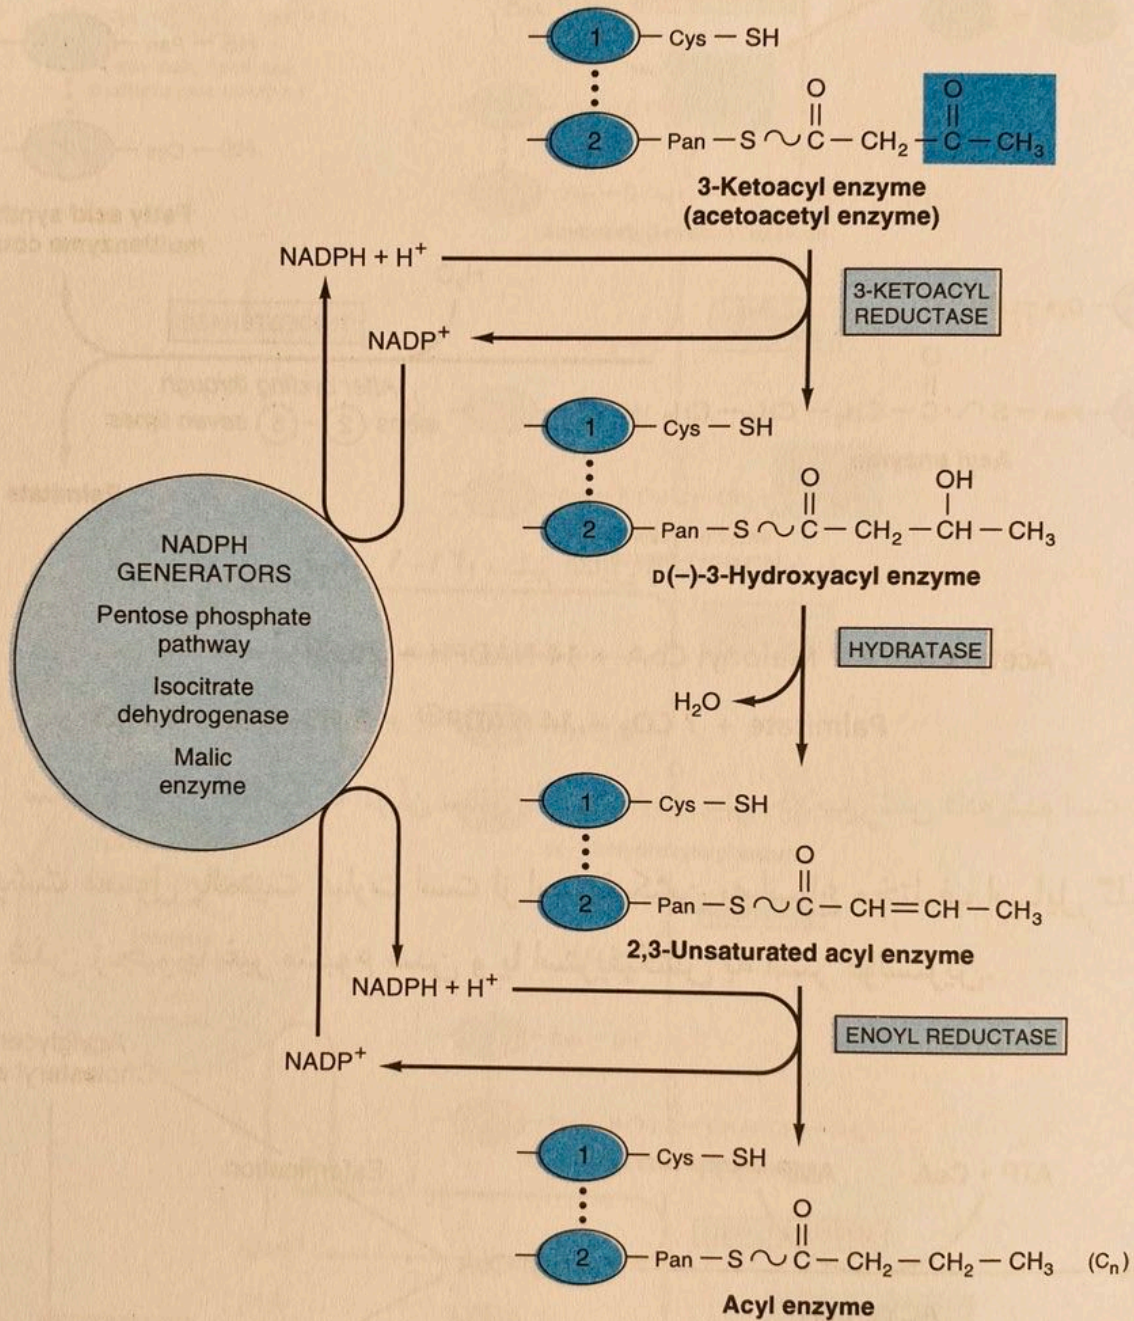 1 — Cys — SH
O O
2 — Pan — S ~ C — CH₂ — C — CH₃
3-Ketoacyl enzyme
(acetoacetyl enzyme)
NADPH + H⁺
3-KETOACYL
REDUCTASE
NADP⁺
1 — Cys — SH
O OH
2 — Pan — S ~ C — CH₂ — CH — CH₃
D(–)-3-Hydroxyacyl enzyme
NADPH
GENERATORS
Pentose phosphate
pathway
Isocitrate
dehydrogenase
Malic
enzyme
HYDRATASE
H₂O
1 — Cys — SH
O
2 — Pan — S ~ C — CH = CH — CH₃
2,3-Unsaturated acyl enzyme
NADPH + H⁺
ENOYL REDUCTASE
NADP⁺
1 — Cys — SH
O
2 — Pan — S ~ C — CH₂ — CH₂ — CH₃ (Cₙ)
Acyl enzyme